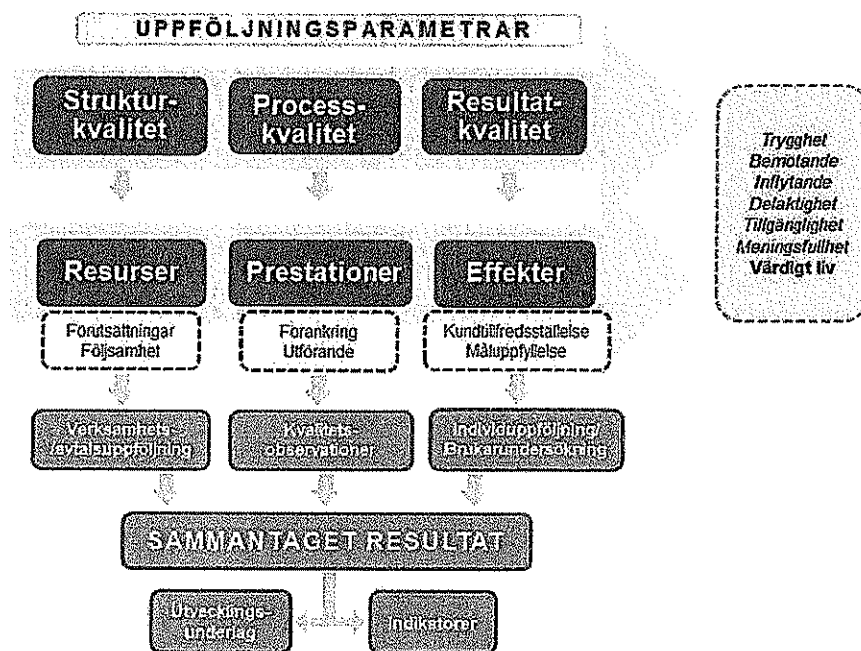 UPPFÖLJNINGSPARAMETRAR
Struktur-
kvalitet
Process-
kvalitet
Resultat-
kvalitet
Trygghet
Bemötande
Inflytande
Delaktighet
Tillgänglighet
Meningsfullhet
Värdigt liv
Resurser
Prestationer
Effekter
Förutsättningar
Följsamhet
Förankring
Utförande
Kundtillfredsställelse
Måluppfyllelse
Verksamhets-
/avtalsuppföljning
Kvalitets-
observationer
Individuppföljning/
Brukarundersökning
SAMMANTAGET RESULTAT
Utvecklings-
underlag
Indikatorer